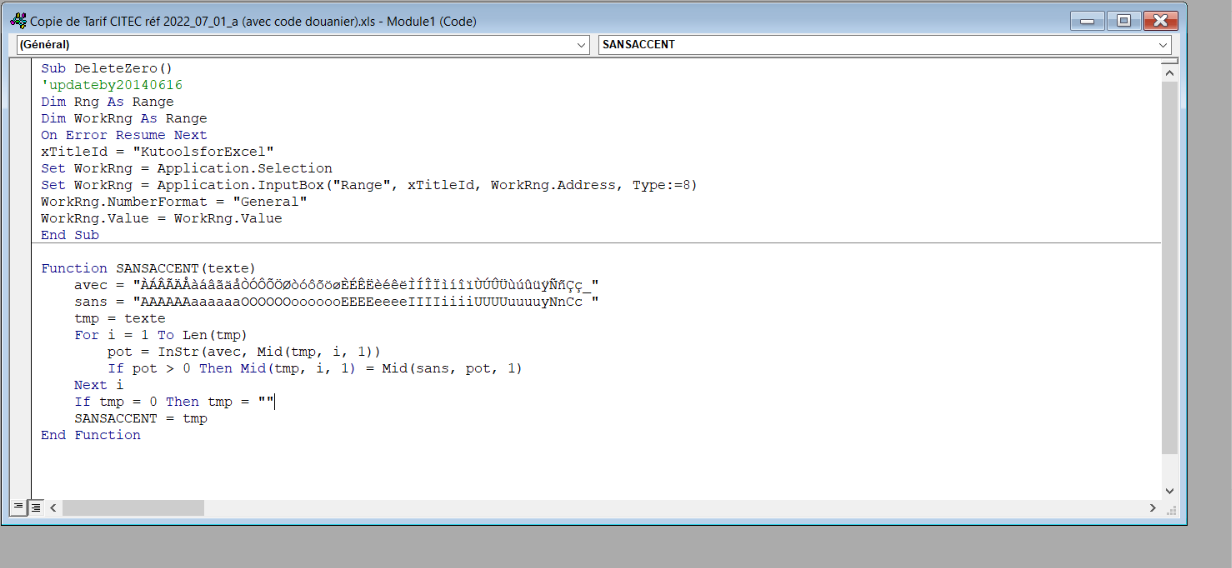 Copie de Tarif CITEC réf 2022_07_01_a (avec code douanier).xls - Module1 (Code)
(Général)
SANSACCENT
Sub DeleteZero()
'updateby20140616
Dim Rng As Range
Dim WorkRng As Range
On Error Resume Next
xTitleId = "KutoolsforExcel"
Set WorkRng = Application.Selection
Set WorkRng = Application.InputBox("Range", xTitleId, WorkRng.Address, Type:=8)
WorkRng.NumberFormat = "General"
WorkRng.Value = WorkRng.Value
End Sub
Function SANSACCENT(texte)
    avec = "ÀÁÂÃÄÅàáâãäåÒÓÔÕÖØòóôõöøÈÉÊËèéêëÌÍÎÏìíîïÙÚÛÜùúûüÿÑñÇç_"
    sans = "AAAAAAaaaaaaOOOOOOooooooEEEEeeeeIIIIiiiiUUUUuuuuyNnCc "
    tmp = texte
    For i = 1 To Len(tmp)
        pot = InStr(avec, Mid(tmp, i, 1))
        If pot > 0 Then Mid(tmp, i, 1) = Mid(sans, pot, 1)
    Next i
    If tmp = 0 Then tmp = ""
    SANSACCENT = tmp
End Function